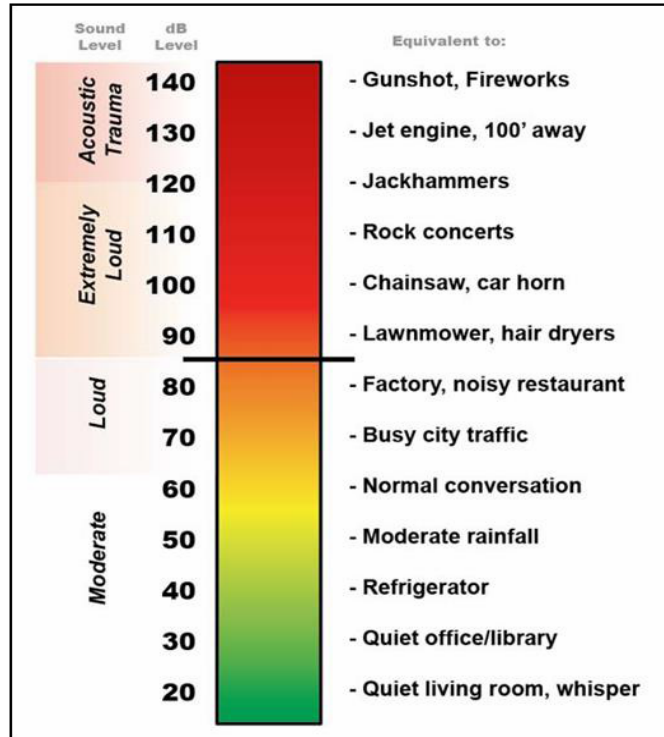 Sound Level
dB Level
Equivalent to:
Acoustic Trauma
140 - Gunshot, Fireworks
130 - Jet engine, 100’ away
120 - Jackhammers
Extremely Loud
110 - Rock concerts
100 - Chainsaw, car horn
90 - Lawnmower, hair dryers
Loud
80 - Factory, noisy restaurant
70 - Busy city traffic
Moderate
60 - Normal conversation
50 - Moderate rainfall
40 - Refrigerator
30 - Quiet office/library
20 - Quiet living room, whisper